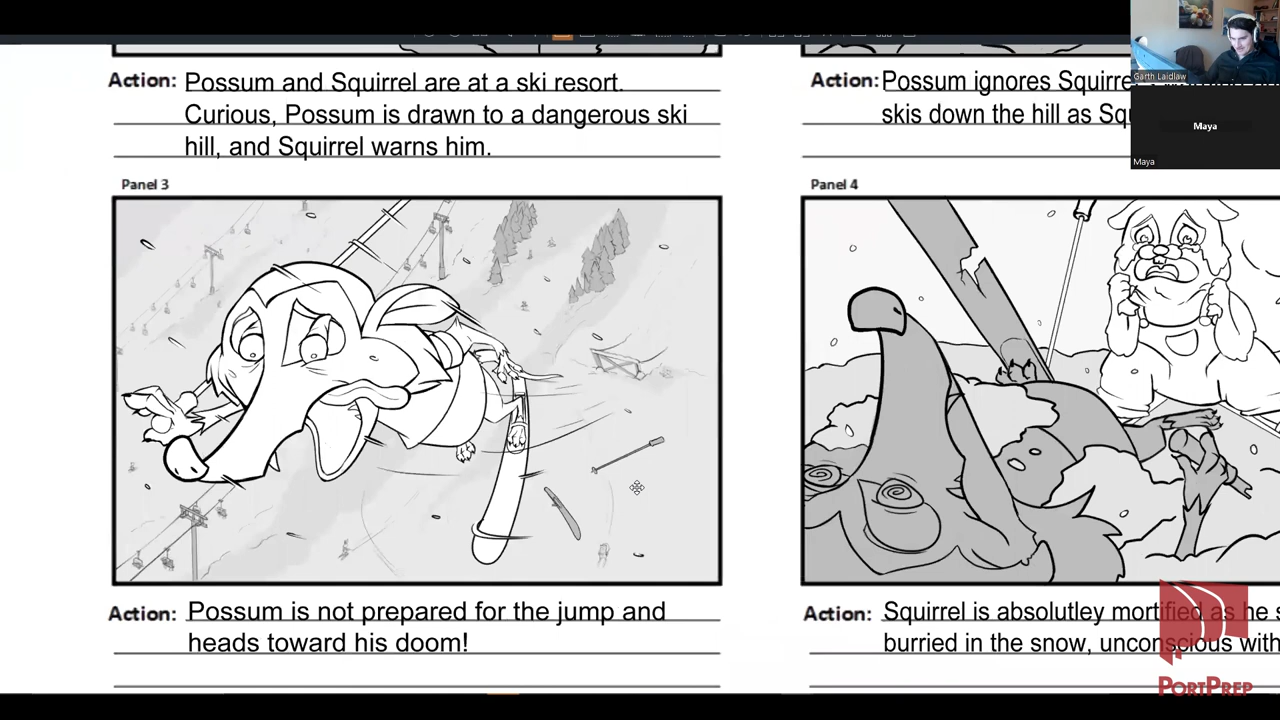 Action: Possum and Squirrel are at a ski resort.
Curious, Possum is drawn to a dangerous ski
hill, and Squirrel warns him.
Action: Possum ignores
skis down the hill as
Garth Laidlaw
Maya
Maya
Panel 3
Panel 4
Action: Possum is not prepared for the jump and
heads toward his doom!
Action: Squirrel is absolutley mortified as he
burried in the snow, unconscious with
PORTPREP